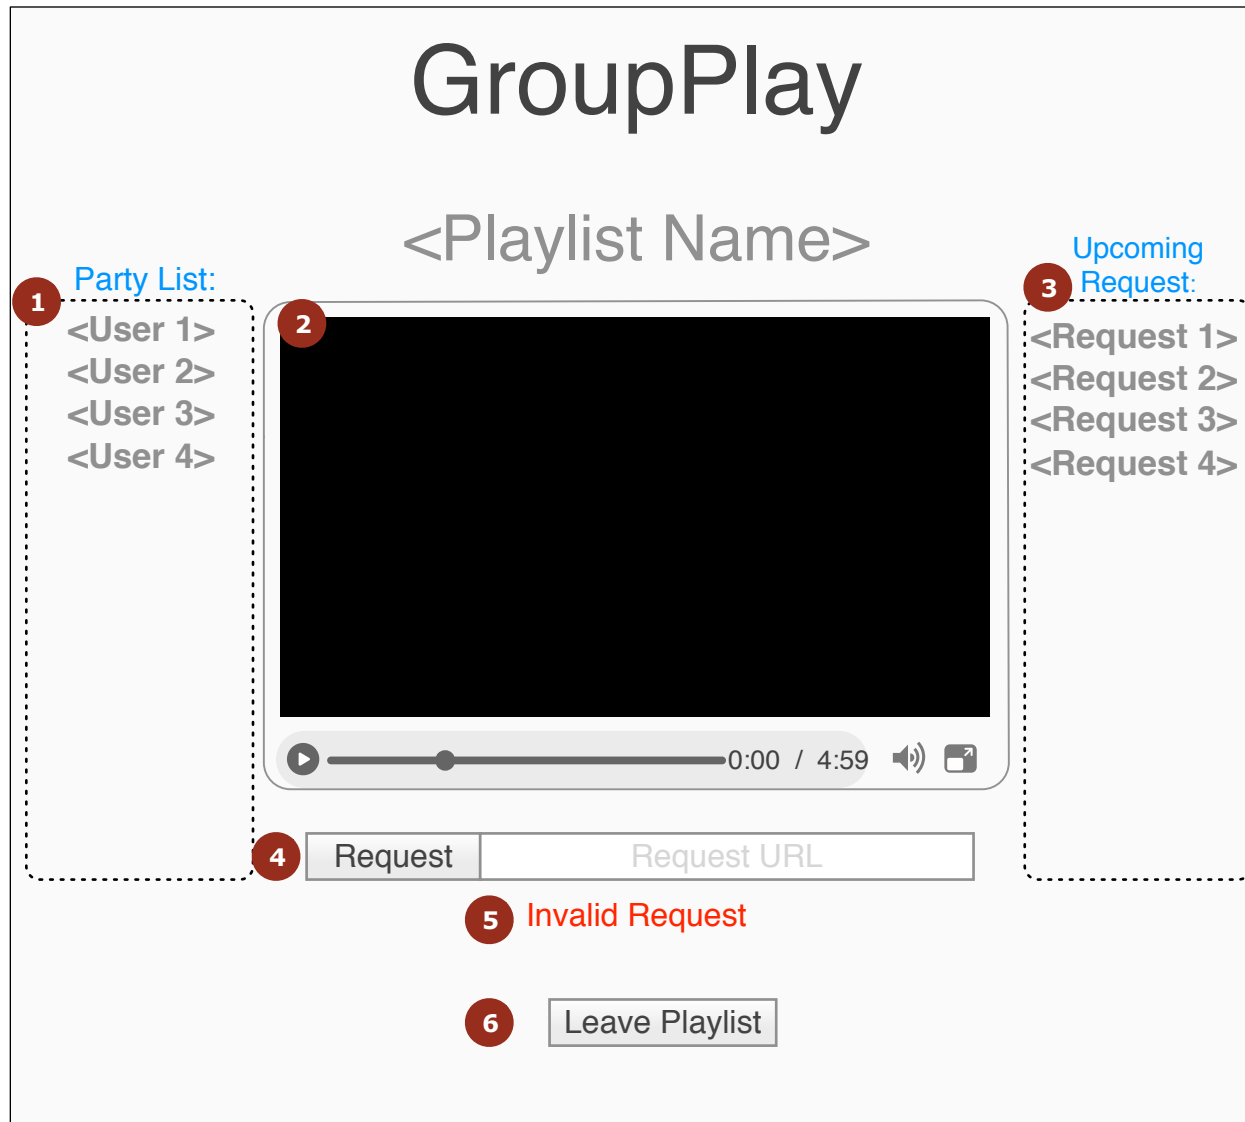 GroupPlay
<Playlist Name>
Party List:
1
<User 1>
<User 2>
<User 3>
<User 4>
2
0:00 / 4:59
Upcoming
Request:
3
<Request 1>
<Request 2>
<Request 3>
<Request 4>
4
Request
Request URL
5
Invalid Request
6
Leave Playlist